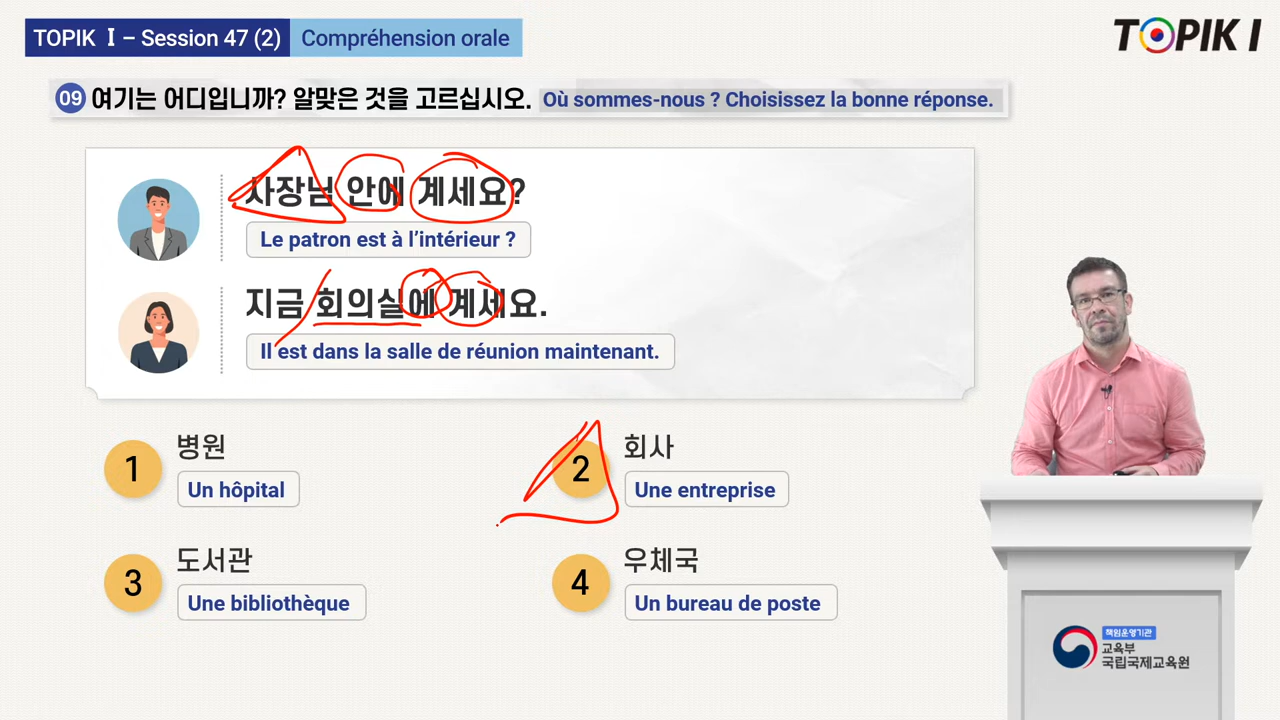 TOPIK I – Session 47 (2) Compréhension orale
TOPIK I
09 여기는 어디입니까? 알맞은 것을 고르십시오. Où sommes-nous ? Choisissez la bonne réponse.
사장님 안에 계세요?
Le patron est à l’intérieur ?
지금 회의실에 계세요.
Il est dans la salle de réunion maintenant.
1 병원
Un hôpital
2 회사
Une entreprise
3 도서관
Une bibliothèque
4 우체국
Un bureau de poste
책임운영기관
교육부
국립국제교육원